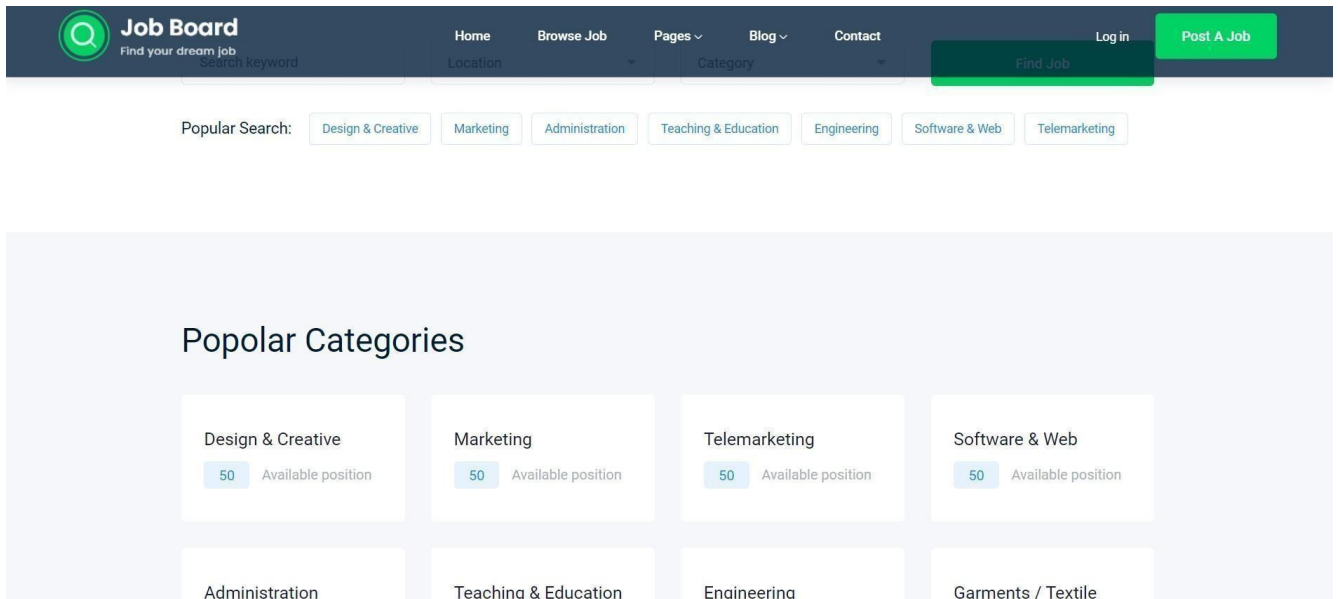 Job Board
Find your dream job
Home Browse Job Pages Blog Contact Log in Post A Job
Search keyword Location Category Find Job
Popular Search: Design & Creative Marketing Administration Teaching & Education Engineering Software & Web Telemarketing
Popolar Categories
Design & Creative Marketing Telemarketing Software & Web
50 Available position 50 Available position 50 Available position 50 Available position
Administration Teaching & Education Engineering Garments / Textile